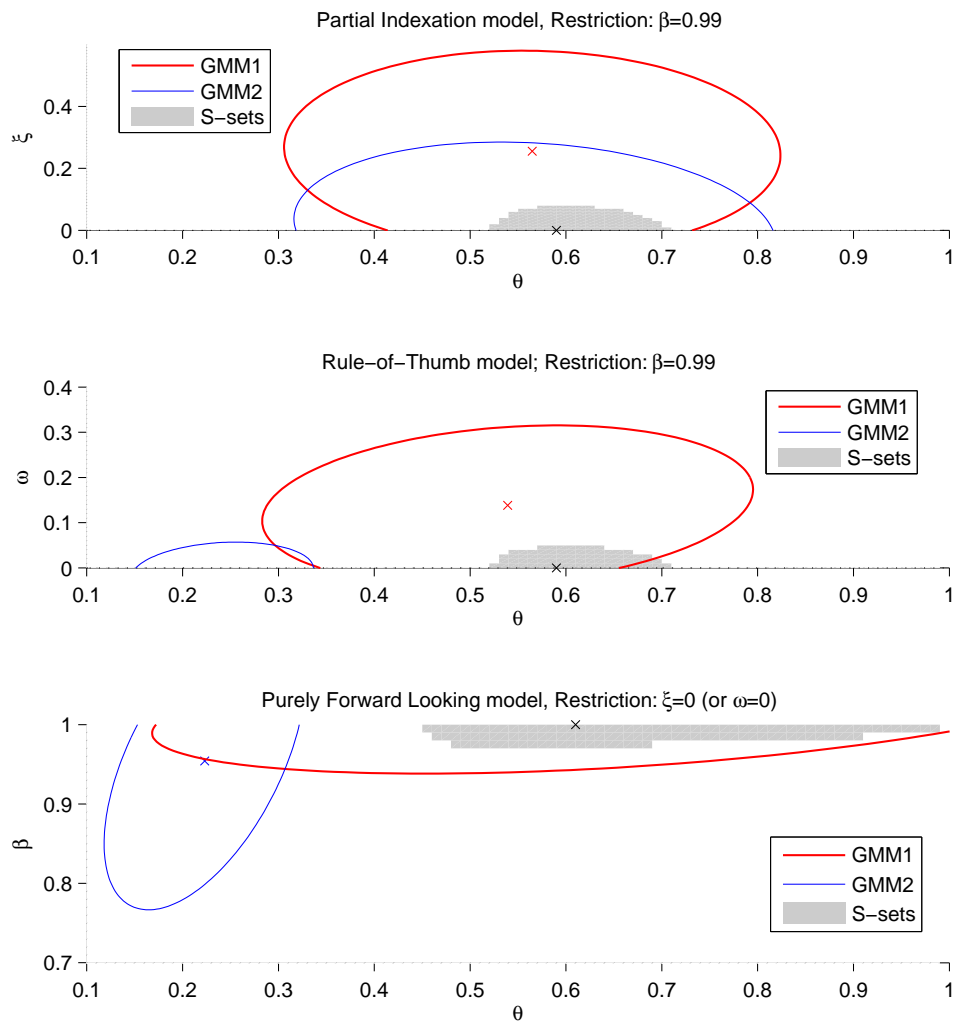 Partial Indexation model, Restriction: β=0.99
GMM1
GMM2
S−sets
ξ
0.4
0.2
0
0.1 0.2 0.3 0.4 0.5 0.6 0.7 0.8 0.9 1
θ
Rule−of−Thumb model; Restriction: β=0.99
GMM1
GMM2
S−sets
ω
0.4
0.3
0.2
0.1
0
0.1 0.2 0.3 0.4 0.5 0.6 0.7 0.8 0.9 1
θ
Purely Forward Looking model, Restriction: ξ=0 (or ω=0)
GMM1
GMM2
S−sets
β
1
0.9
0.8
0.7
0.1 0.2 0.3 0.4 0.5 0.6 0.7 0.8 0.9 1
θ